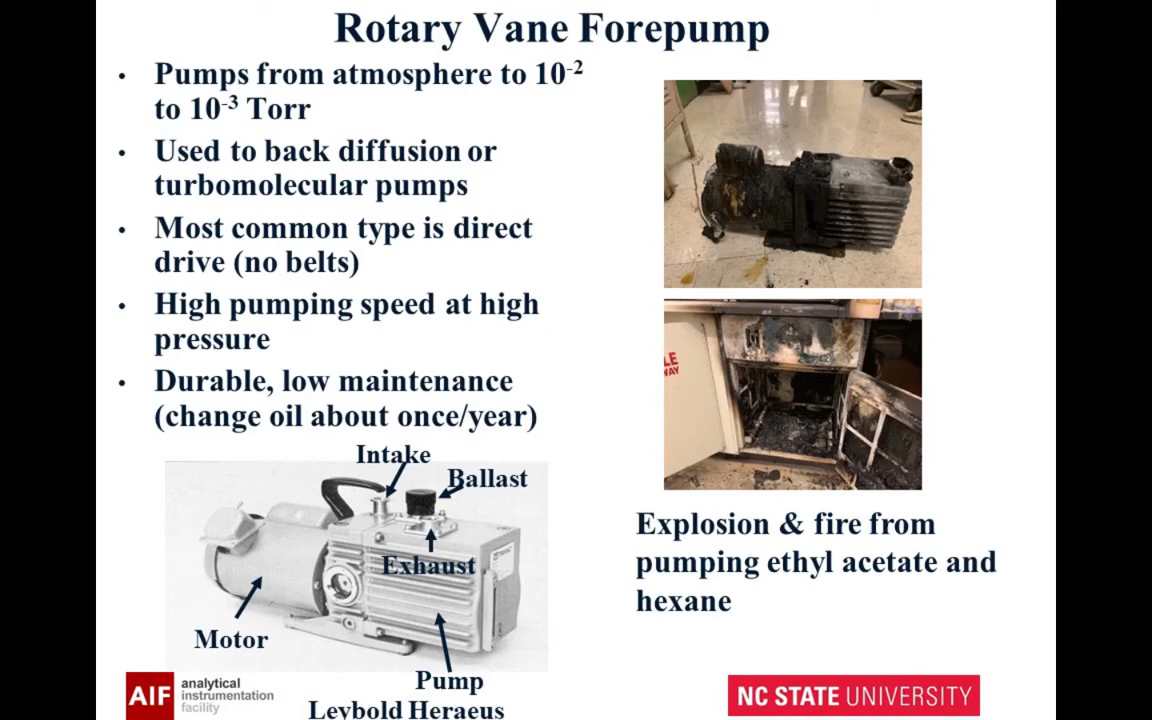 Rotary Vane Forepump
• Pumps from atmosphere to 10⁻²
to 10⁻³ Torr
• Used to back diffusion or
turbomolecular pumps
• Most common type is direct
drive (no belts)
• High pumping speed at high
pressure
• Durable, low maintenance
(change oil about once/year)
Intake
Ballast
Exhaust
Motor
Pump
Leybold Heraeus
LE
WAY
Explosion & fire from
pumping ethyl acetate and
hexane
AIF
analytical
instrumentation
facility
NC STATE UNIVERSITY